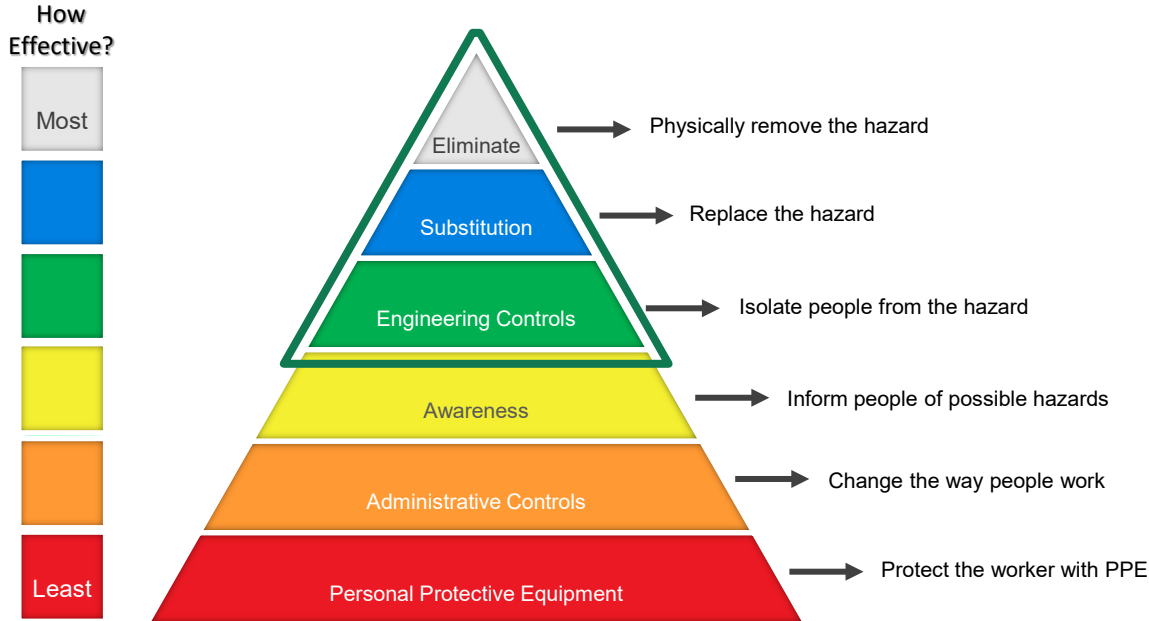 How
Effective?
Most
Eliminate
Physically remove the hazard
Substitution
Replace the hazard
Engineering Controls
Isolate people from the hazard
Awareness
Inform people of possible hazards
Administrative Controls
Change the way people work
Least
Personal Protective Equipment
Protect the worker with PPE